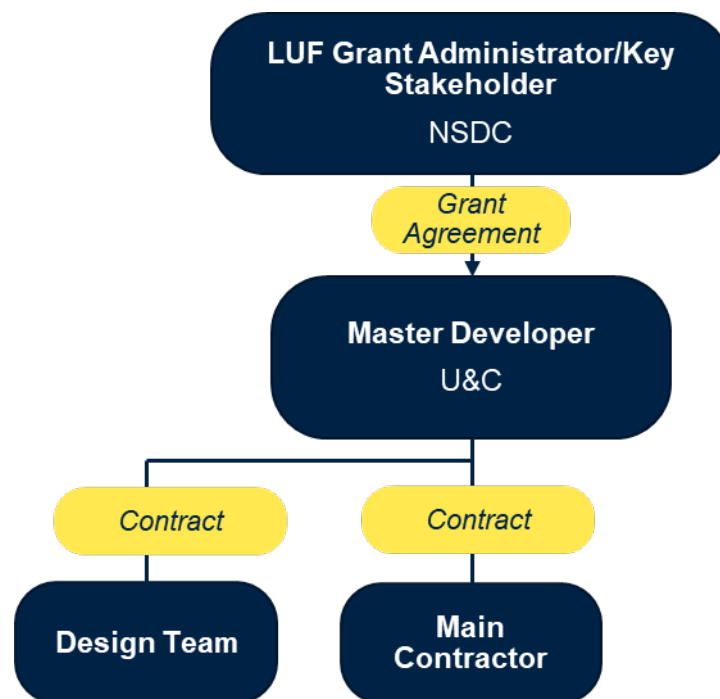 LUF Grant Administrator/Key
Stakeholder
NSDC
Grant
Agreement
Master Developer
U&C
Contract
Contract
Design Team
Main
Contractor